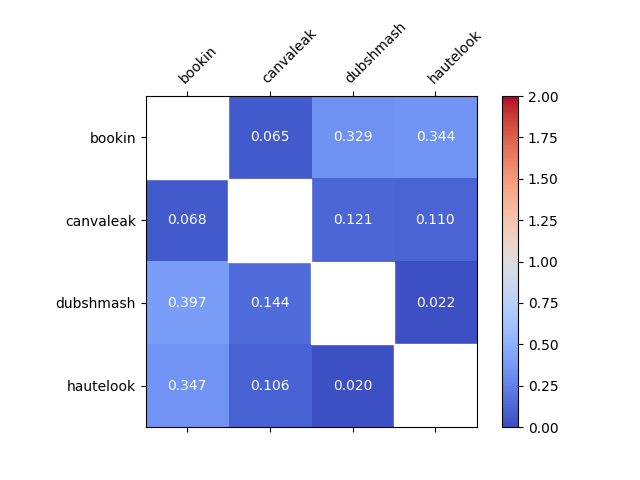 bookin canvaleak dubshmash hautelook
bookin 0.065 0.329 0.344
canvaleak 0.068 0.121 0.110
dubshmash 0.397 0.144 0.022
hautelook 0.347 0.106 0.020
2.00
1.75
1.50
1.25
1.00
0.75
0.50
0.25
0.00